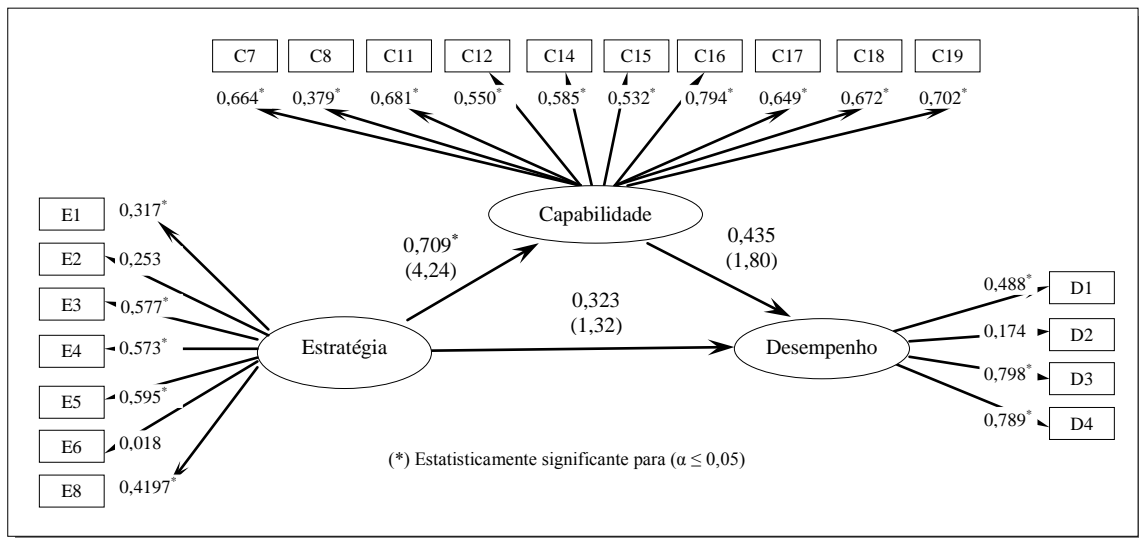 C7 C8 C11 C12 C14 C15 C16 C17 C18 C19
0,664* 0,379* 0,681* 0,550* 0,585* 0,532* 0,794* 0,649* 0,672* 0,702*
Capabilidade
E1 0,317*
E2 0,253
E3 0,577*
E4 0,573*
E5 0,595*
E6 0,018
E8 0,4197*
Estratégia
0,709*
(4,24)
0,435
(1,80)
0,323
(1,32)
Desempenho
0,488* D1
0,174 D2
0,798* D3
0,789* D4
(*) Estatisticamente significante para (α ≤ 0,05)